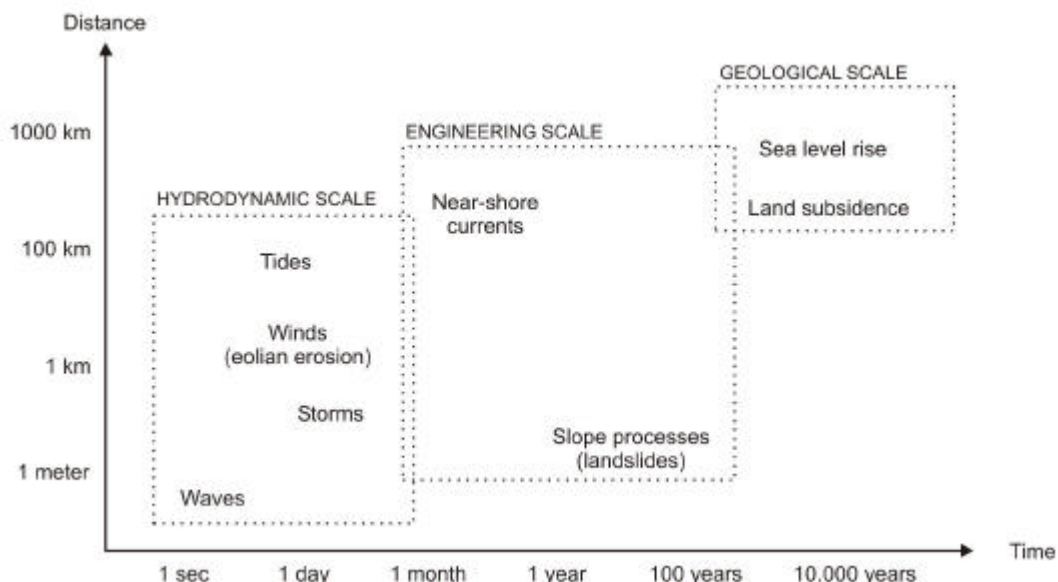 Distance
GEOLOGICAL SCALE
1000 km
ENGINEERING SCALE
Sea level rise
HYDRODYNAMIC SCALE
Near-shore
currents
Land subsidence
100 km
Tides
Winds
(eolian erosion)
1 km
Storms
Slope processes
(landslides)
1 meter
Waves
Time
1 sec
1 day
1 month
1 year
100 years
10.000 years